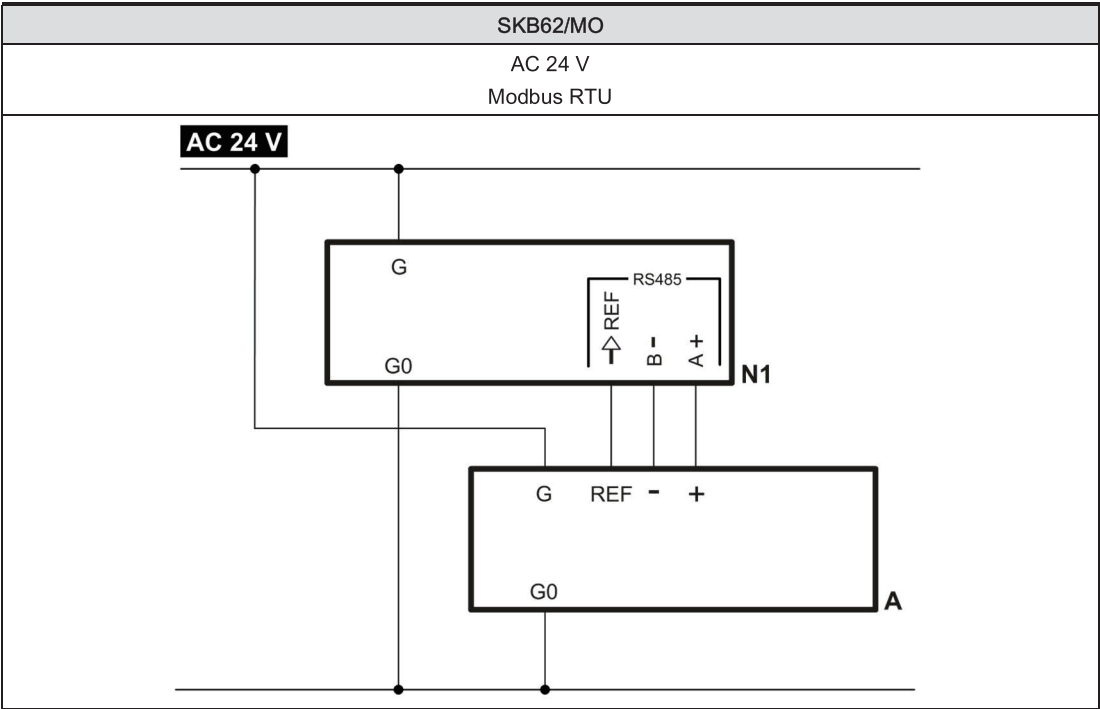 SKB62/MO
AC 24 V
Modbus RTU
AC 24 V
G
RS485
REF
B -
A +
G0
N1
G REF - +
G0
A